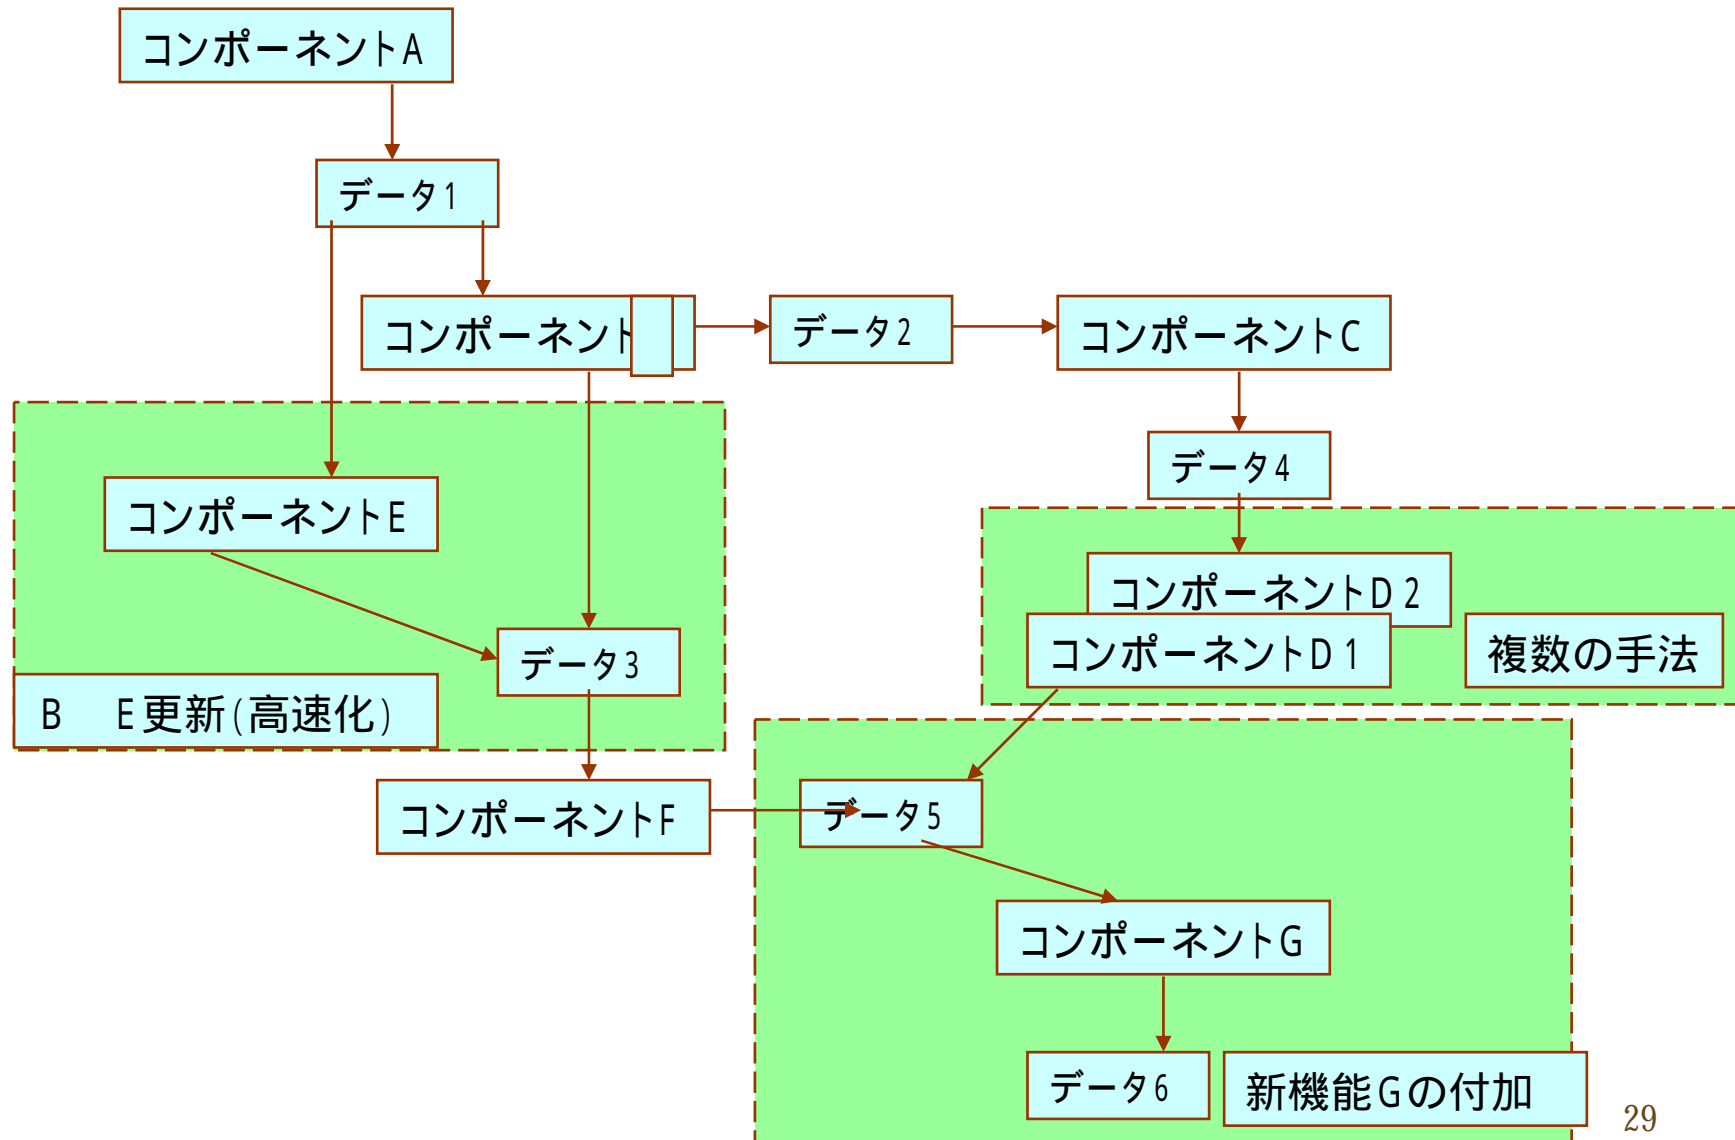 コンポーネントA
データ1
コンポーネント
データ2
コンポーネントC
データ4
コンポーネントE
コンポーネントD2
コンポーネントD1
複数の手法
データ3
B E更新(高速化)
コンポーネントF
データ5
コンポーネントG
データ6
新機能Gの付加
29